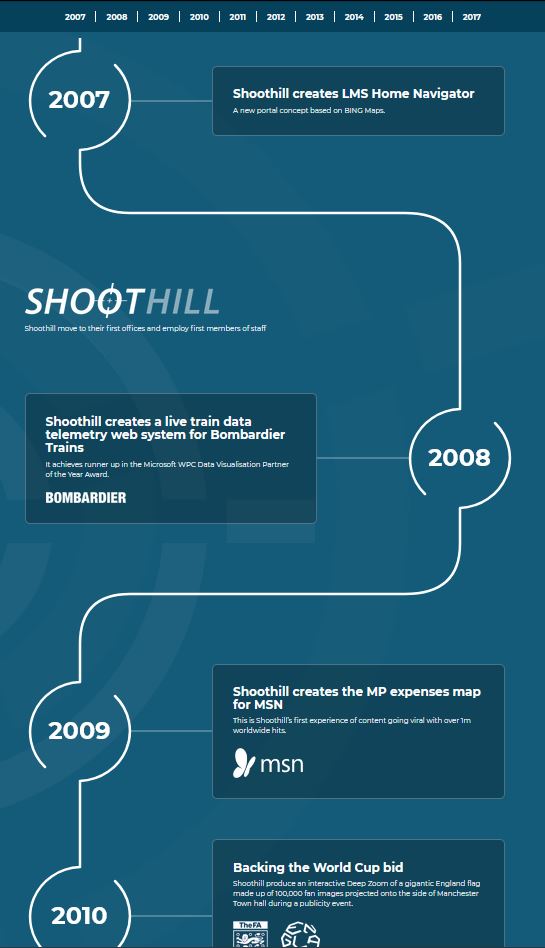 2007 2008 2009 2010 2011 2012 2013 2014 2015 2016 2017
2007
Shoothill creates LMS Home Navigator
A new portal concept based on BING Maps.
SHOOTHILL
Shoothill move to their first offices and employ first members of staff
Shoothill creates a live train data
telemetry web system for Bombardier
Trains
It achieves runner up in the Microsoft WPC Data Visualisation Partner
of the Year Award.
BOMBARDIER
2008
2009
Shoothill creates the MP expenses map
for MSN
This is Shoothill's first experience of content going viral with over 1m
worldwide hits.
msn
2010
Backing the World Cup bid
Shoothill produce an interactive Deep Zoom of a gigantic England flag
made up of 100,000 fan images projected onto the side of Manchester
Town hall during a publicity event.
TheFA